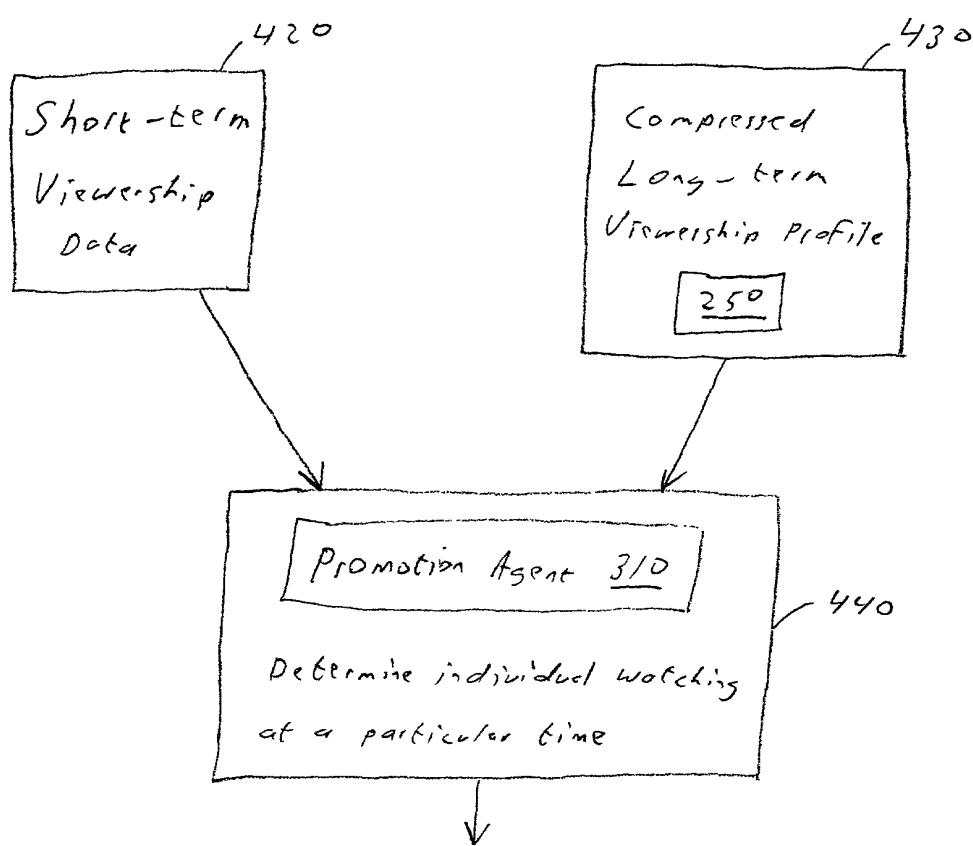 420
Short-term
Viewership
Data
430
Compressed
Long-term
Viewership Profile
250
Promotion Agent 310
440
Determine individual watching
at a particular time